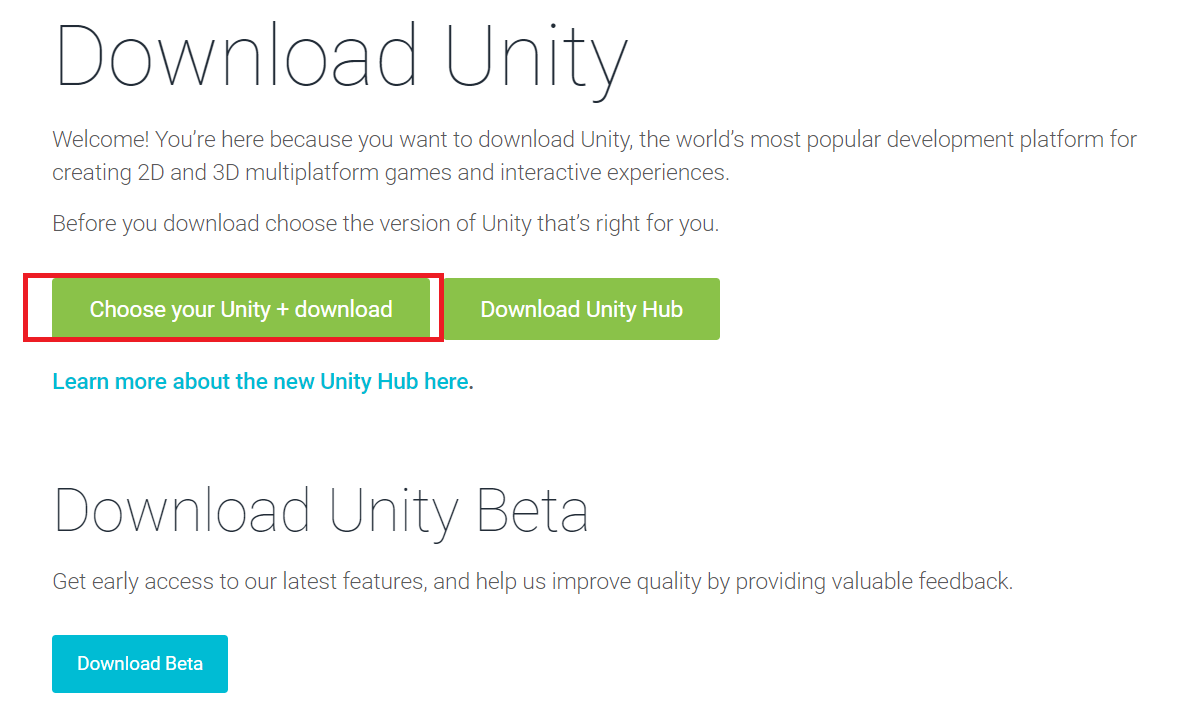 Download Unity
Welcome! You’re here because you want to download Unity, the world’s most popular development platform for
creating 2D and 3D multiplatform games and interactive experiences.
Before you download choose the version of Unity that’s right for you.
Choose your Unity + download
Download Unity Hub
Learn more about the new Unity Hub here.
Download Unity Beta
Get early access to our latest features, and help us improve quality by providing valuable feedback.
Download Beta